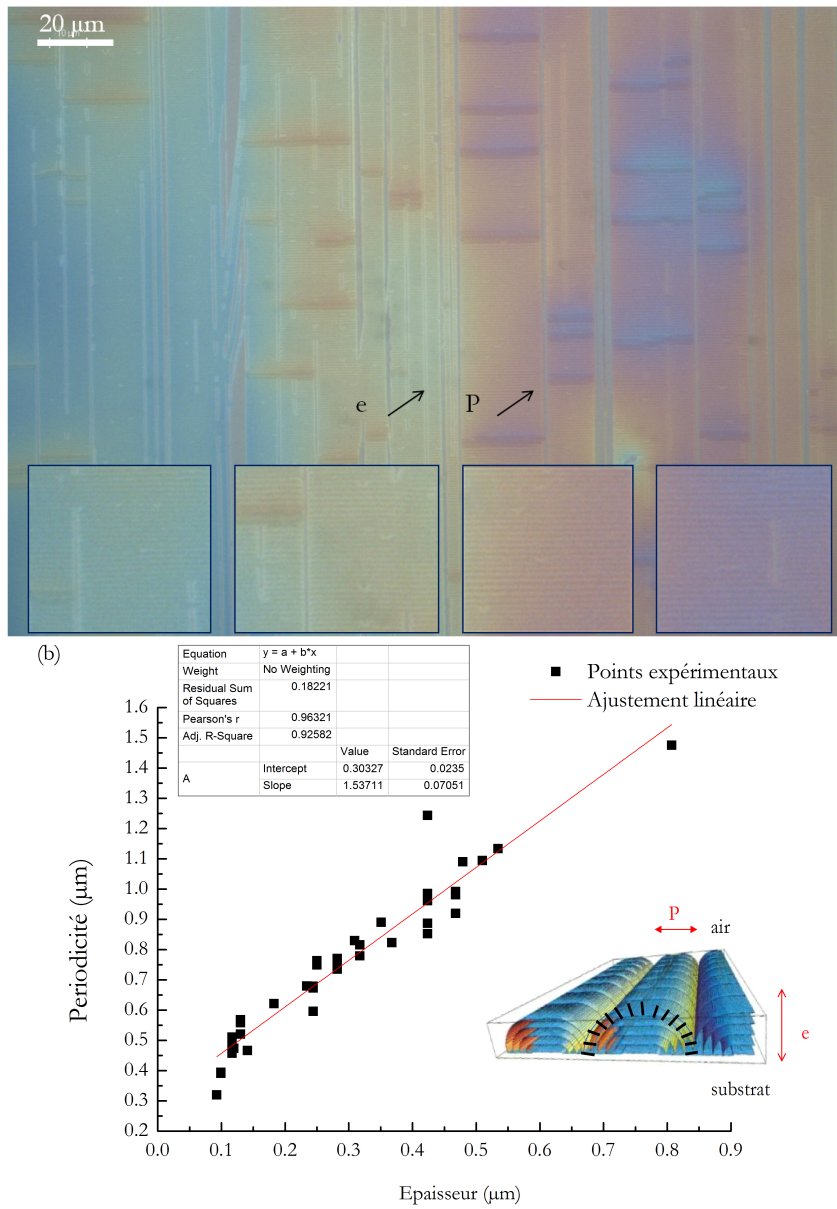 20 μm
10 μm
e P
(b)
Equation y = a + b*x
Weight No Weighting
Residual Sum of Squares 0.18221
Pearson's r 0.96321
Adj. R-Square 0.92582
Value Standard Error
A Intercept 0.30327 0.0235
Slope 1.53711 0.07051
Points expérimentaux
Ajustement linéaire
1.6
1.5
1.4
1.3
1.2
1.1
1.0
0.9
0.8
0.7
0.6
0.5
0.4
0.3
0.2
Periodicité (μm)
P
air
e
substrat
0.0 0.1 0.2 0.3 0.4 0.5 0.6 0.7 0.8 0.9
Epaisseur (μm)